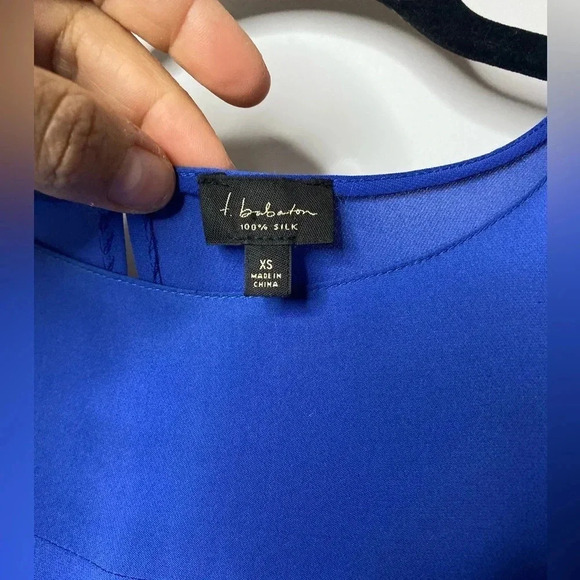 t. babaton
100% SILK
XS
MADE IN
CHINA